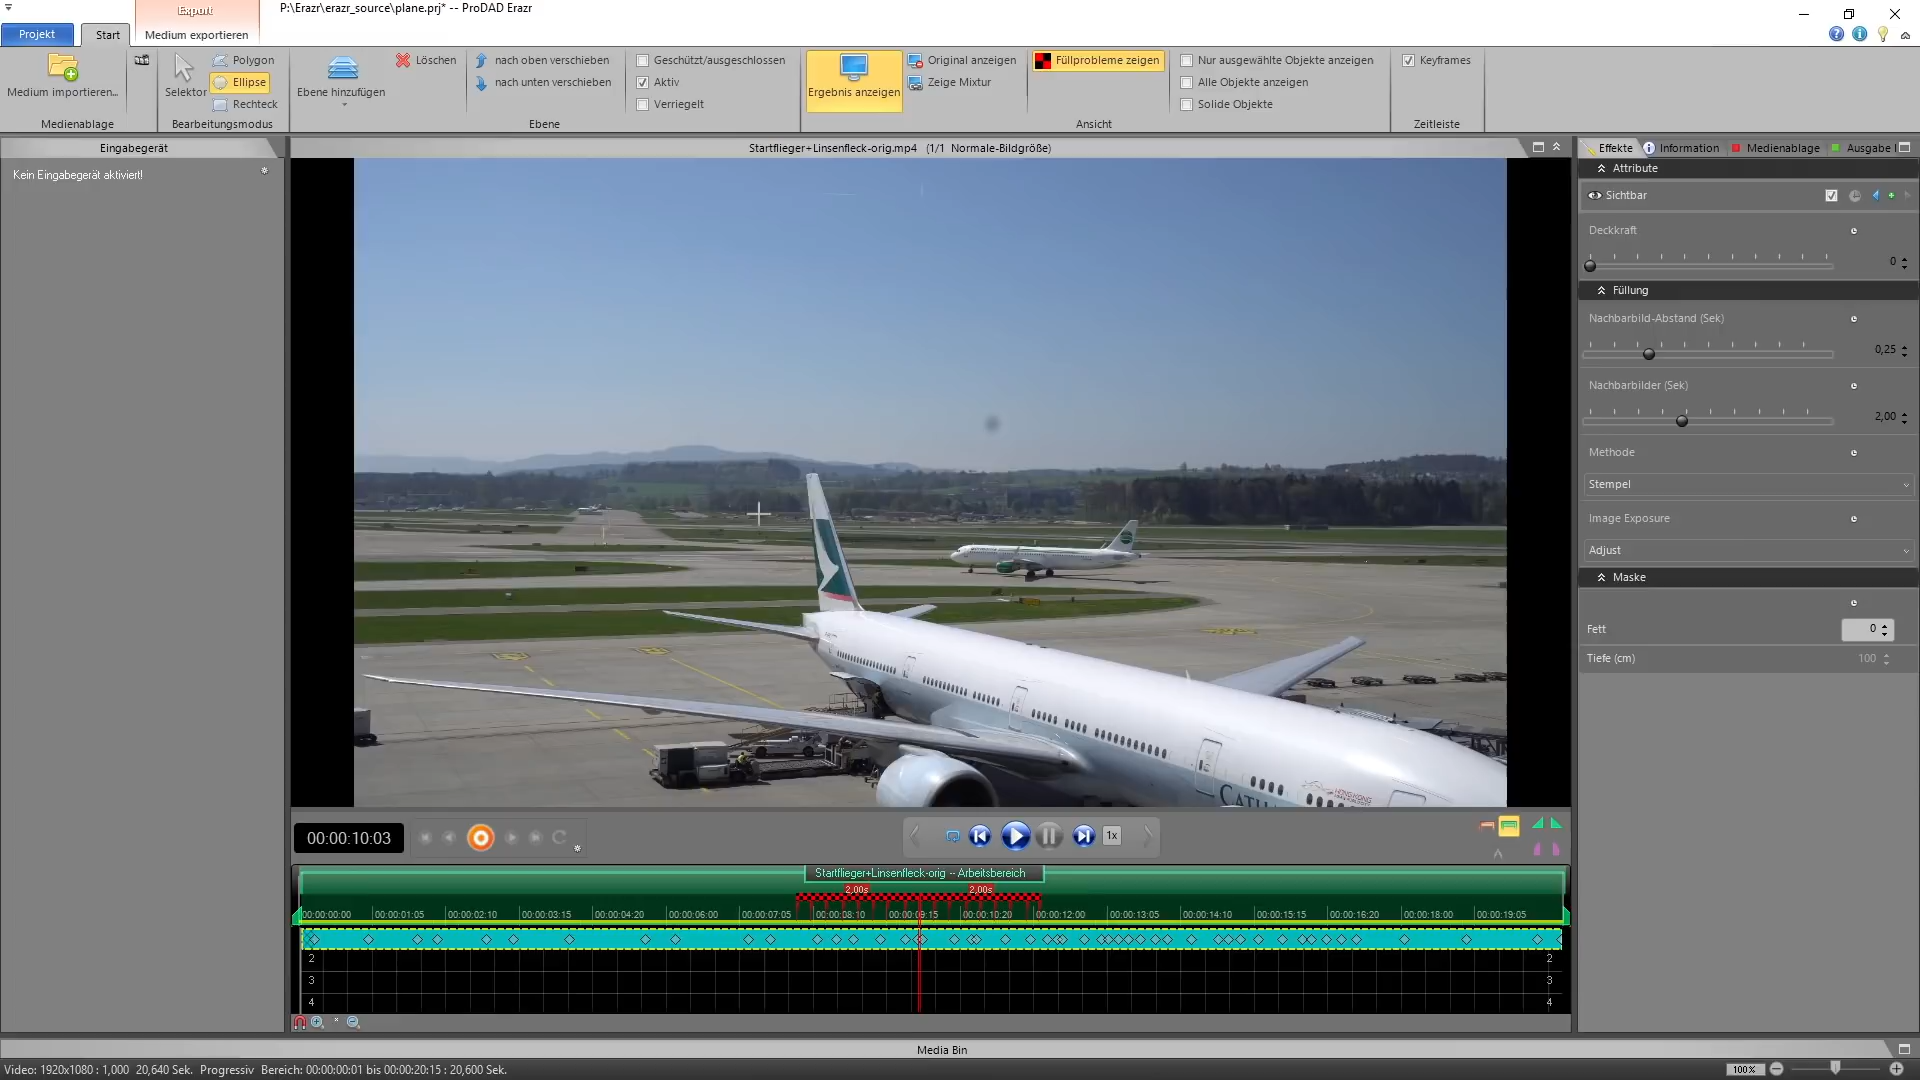 P:\Erazr\erazr_source\plane.prj* -- ProDAD Erazr
Export
Projekt
Start
Medium exportieren
Medium importieren...
Medienablage
Selektor
Polygon
Ellipse
Rechteck
Bearbeitungsmodus
Ebene hinzufügen
Löschen
nach oben verschieben
nach unten verschieben
Geschützt/ausgeschlossen
Aktiv
Verriegelt
Ebene
Ergebnis anzeigen
Original anzeigen
Zeige Mixtur
Füllprobleme zeigen
Nur ausgewählte Objekte anzeigen
Alle Objekte anzeigen
Solide Objekte
Ansicht
Keyframes
Zeitleiste
Eingabegerät
Kein Eingabegerät aktiviert!
Startflieger+Linsenfleck-orig.mp4 (1/1 Normale-Bildgröße)
Effekte
Information
Medienablage
Ausgabe I
Attribute
Sichtbar
Deckkraft
0
Füllung
Nachbarbild-Abstand (Sek)
0,25
Nachbarbilder (Sek)
2,00
Methode
Stempel
Image Exposure
Adjust
Maske
Fett
0
Tiefe (cm)
100
CATH
HONG KONG
00:00:10:03
1x
Startflieger+Linsenfleck-orig -- Arbeitsbereich
2,00s 2,00s
00:00:00:00 00:00:01:05 00:00:02:10 00:00:03:15 00:00:04:20 00:00:06:00 00:00:07:05 00:00:08:10 00:00:09:15 00:00:10:20 00:00:12:00 00:00:13:05 00:00:14:10 00:00:15:15 00:00:16:20 00:00:18:00 00:00:19:05
2 2
3 3
4 4
Media Bin
Video: 1920x1080 : 1,000 20,640 Sek. Progressiv Bereich: 00:00:00:01 bis 00:00:20:15 : 20,600 Sek.
100%